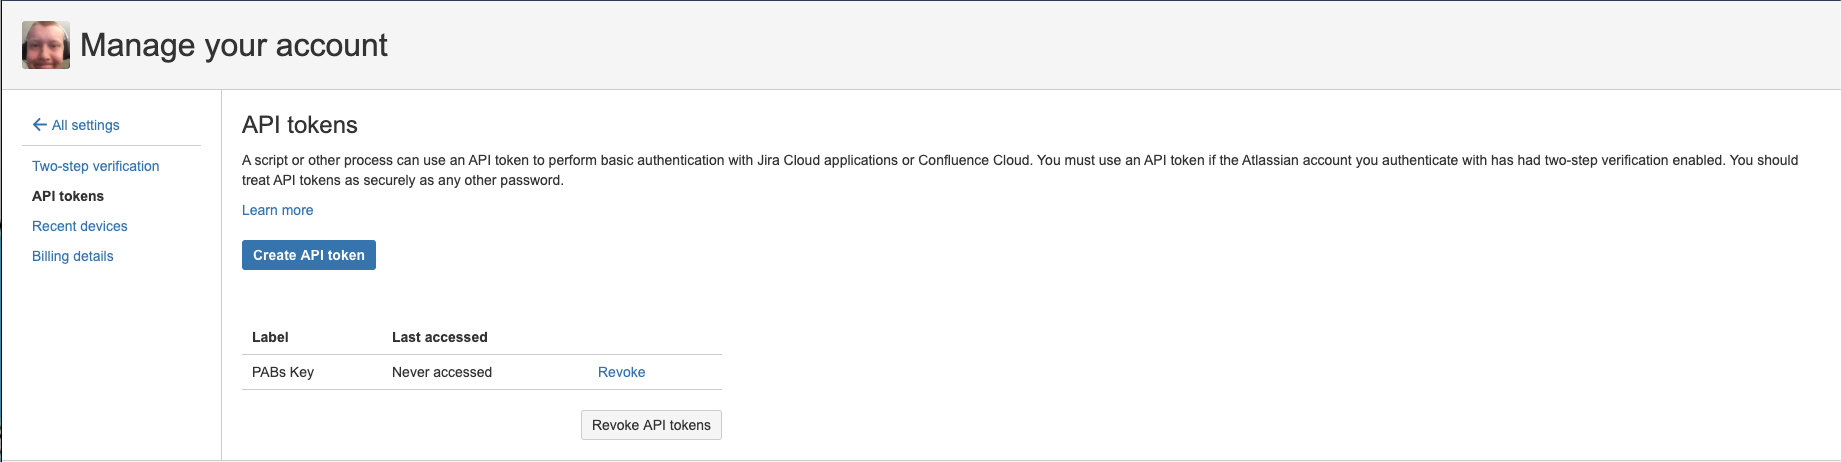 Manage your account
← All settings
Two-step verification
API tokens
Recent devices
Billing details
API tokens
A script or other process can use an API token to perform basic authentication with Jira Cloud applications or Confluence Cloud. You must use an API token if the Atlassian account you authenticate with has had two-step verification enabled. You should
treat API tokens as securely as any other password.
Learn more
Create API token
Label Last accessed
PABs Key Never accessed Revoke
Revoke API tokens